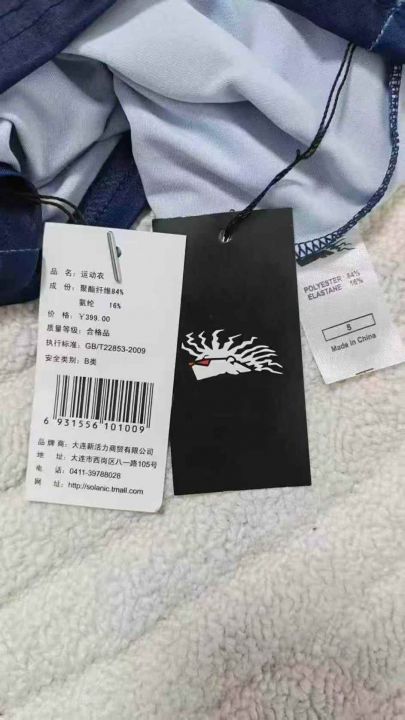 品 名：运动衣
成 份：聚酯纤维84%
氨纶 16%
价 格：￥399.00
质量等级：合格品
执行标准：GB/T22853-2009
安全类别：B类
6 931556 101009
品 牌 商：大连新活力商贸有限公司
地 址：大连市西岗区八一路105号
电 话：0411-39788028
网 址：http://solanic.tmall.com
POLYESTER 84%
ELASTANE 16%
S
Made in China